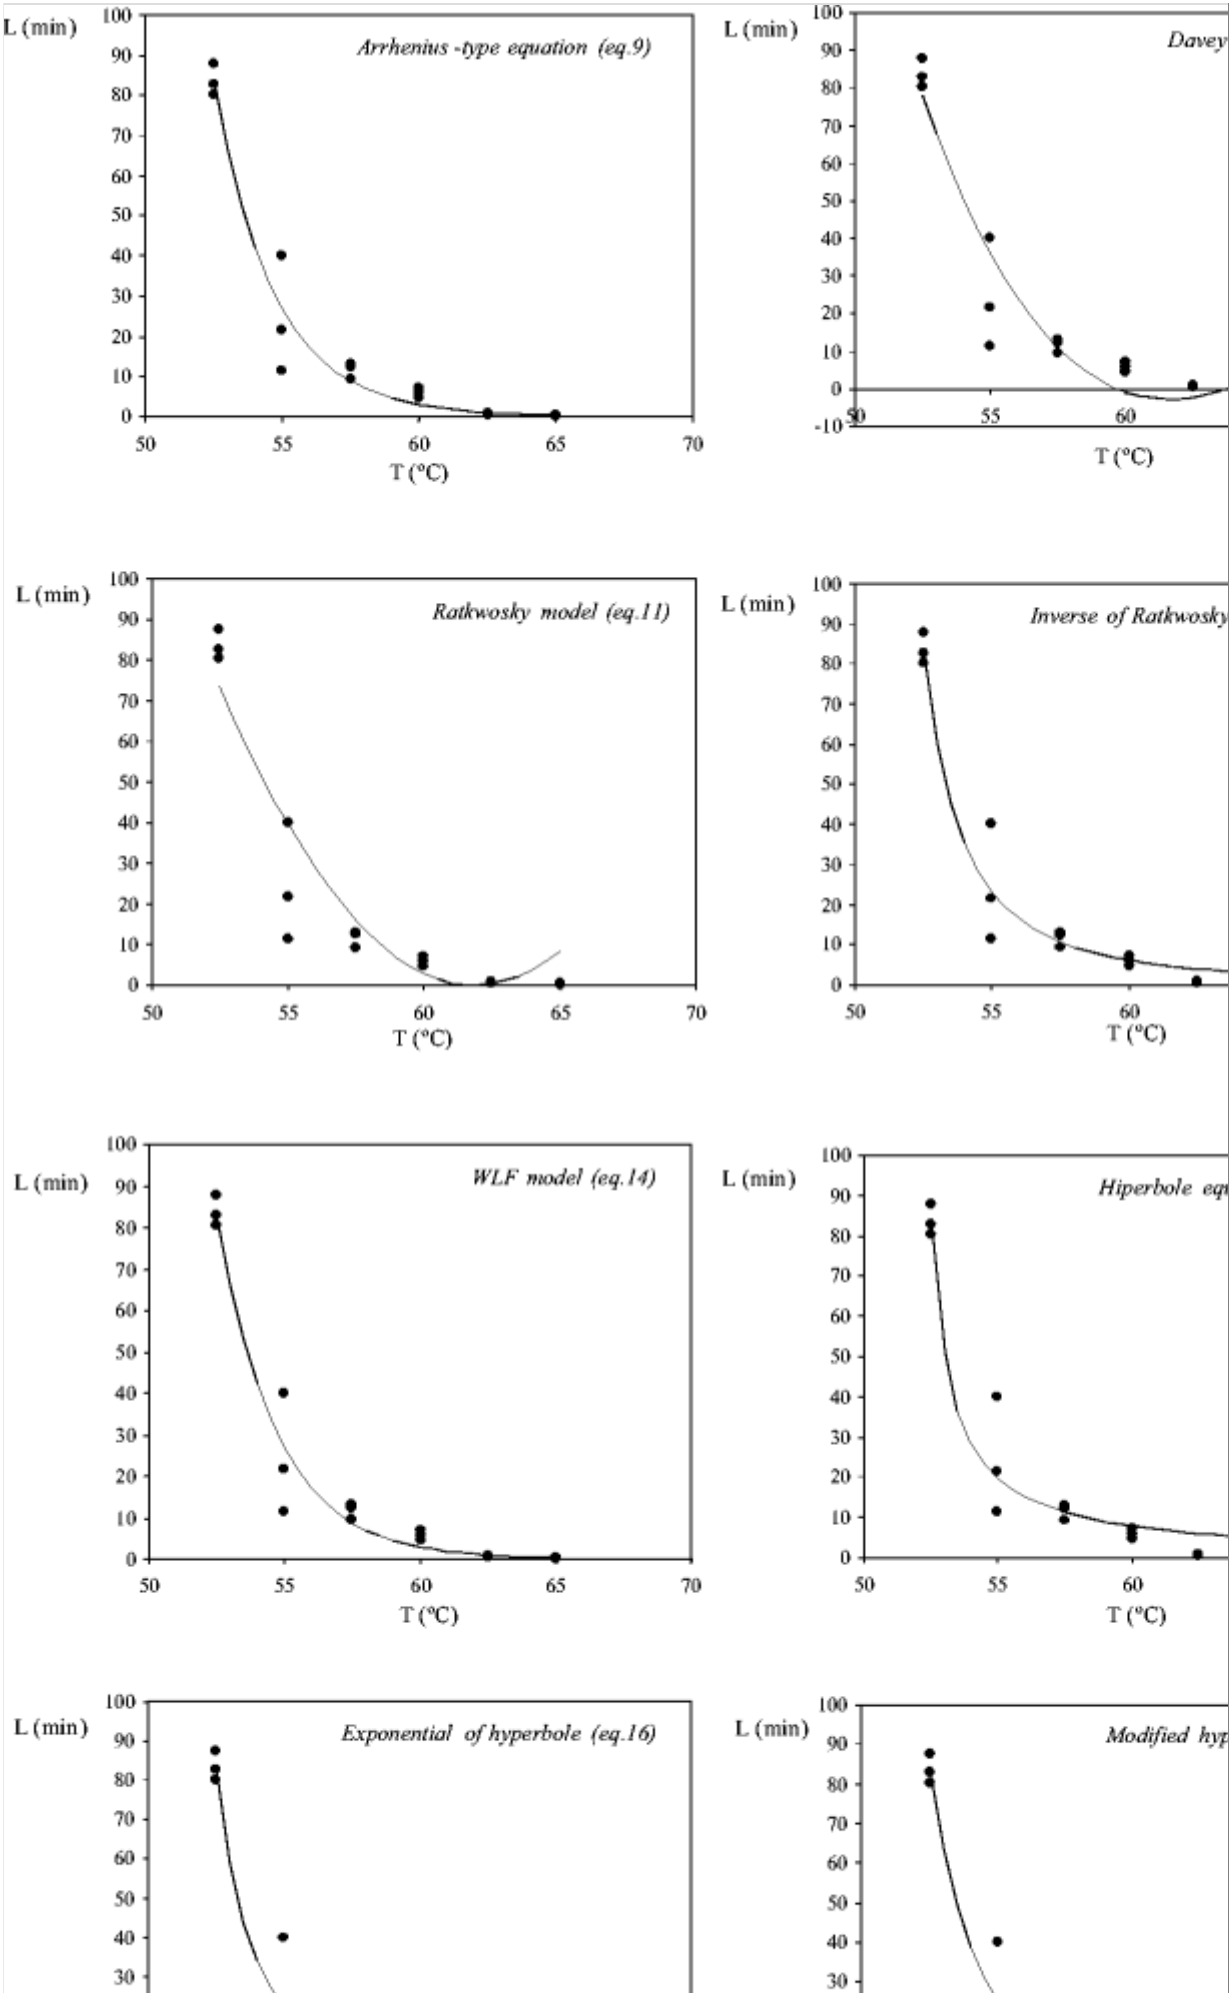 L (min)
100
90
80
70
60
50
40
30
20
10
0
Arrhenius -type equation (eq.9)
50 55 60 65 70
T (ºC)
L (min)
100
90
80
70
60
50
40
30
20
10
0
-10
Davey
50 55 60
T (ºC)
L (min)
100
90
80
70
60
50
40
30
20
10
0
Ratkwosky model (eq.11)
50 55 60 65 70
T (ºC)
L (min)
100
90
80
70
60
50
40
30
20
10
0
Inverse of Ratkwosky
50 55 60
T (ºC)
L (min)
100
90
80
70
60
50
40
30
20
10
0
WLF model (eq.14)
50 55 60 65 70
T (ºC)
L (min)
100
90
80
70
60
50
40
30
20
10
0
Hiperbole equ
50 55 60
T (ºC)
L (min)
100
90
80
70
60
50
40
30
Exponential of hyperbole (eq.16)
L (min)
100
90
80
70
60
50
40
30
Modified hyp